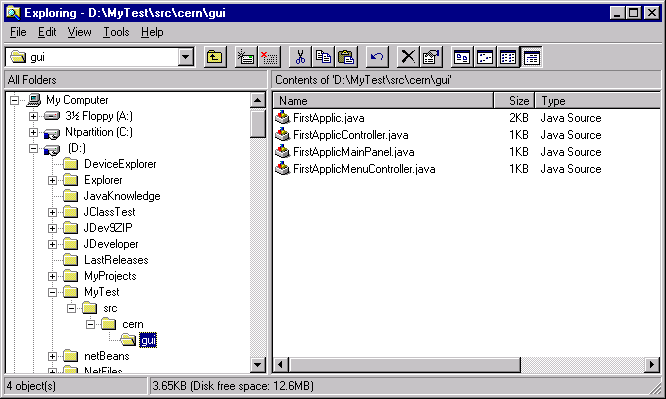 Exploring - D:\MyTest\src\cern\gui
File Edit View Tools Help
gui
All Folders
Contents of 'D:\MyTest\src\cern\gui'
My Computer
3½ Floppy (A:)
Ntpartition (C:)
(D:)
DeviceExplorer
Explorer
JavaKnowledge
JClassTest
JDev9ZIP
JDeveloper
LastReleases
MyProjects
MyTest
src
cern
gui
netBeans
NetFiles
Name Size Type
FirstApplic.java 2KB Java Source
FirstApplicController.java 1KB Java Source
FirstApplicMainPanel.java 1KB Java Source
FirstApplicMenuController.java 1KB Java Source
4 object(s) 3.65KB (Disk free space: 12.6MB)